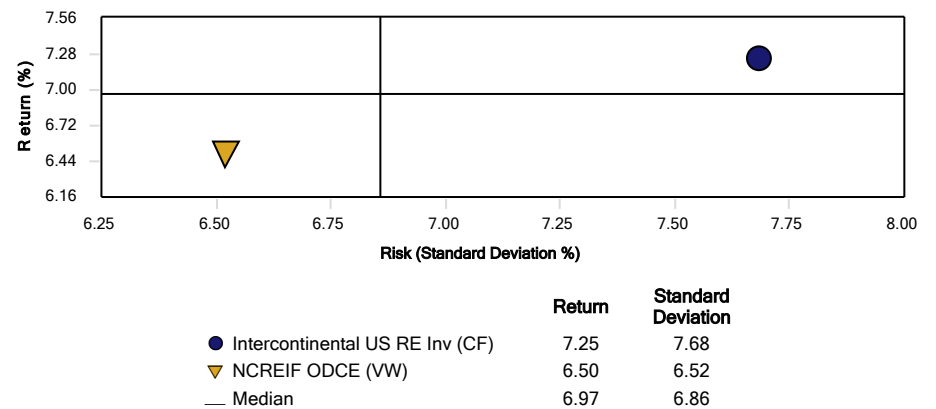 7.56
7.28
7.00
6.72
6.44
6.16
Return (%)
6.25 6.50 6.75 7.00 7.25 7.50 7.75 8.00
Risk (Standard Deviation %)
Return Standard Deviation
Intercontinental US RE Inv (CF) 7.25 7.68
NCREIF ODCE (VW) 6.50 6.52
Median 6.97 6.86